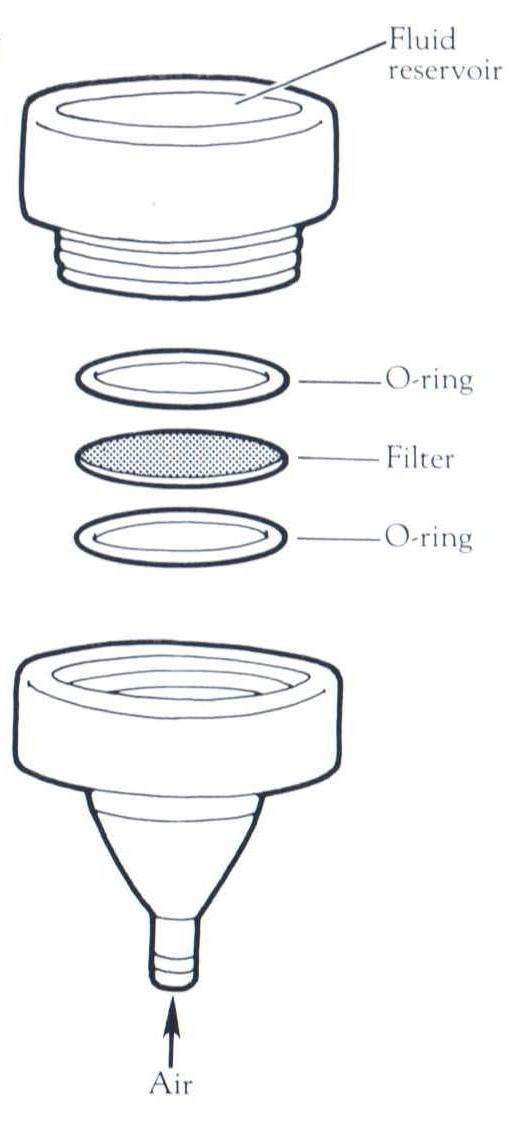 Fluid
reservoir
O-ring
Filter
O-ring
Air